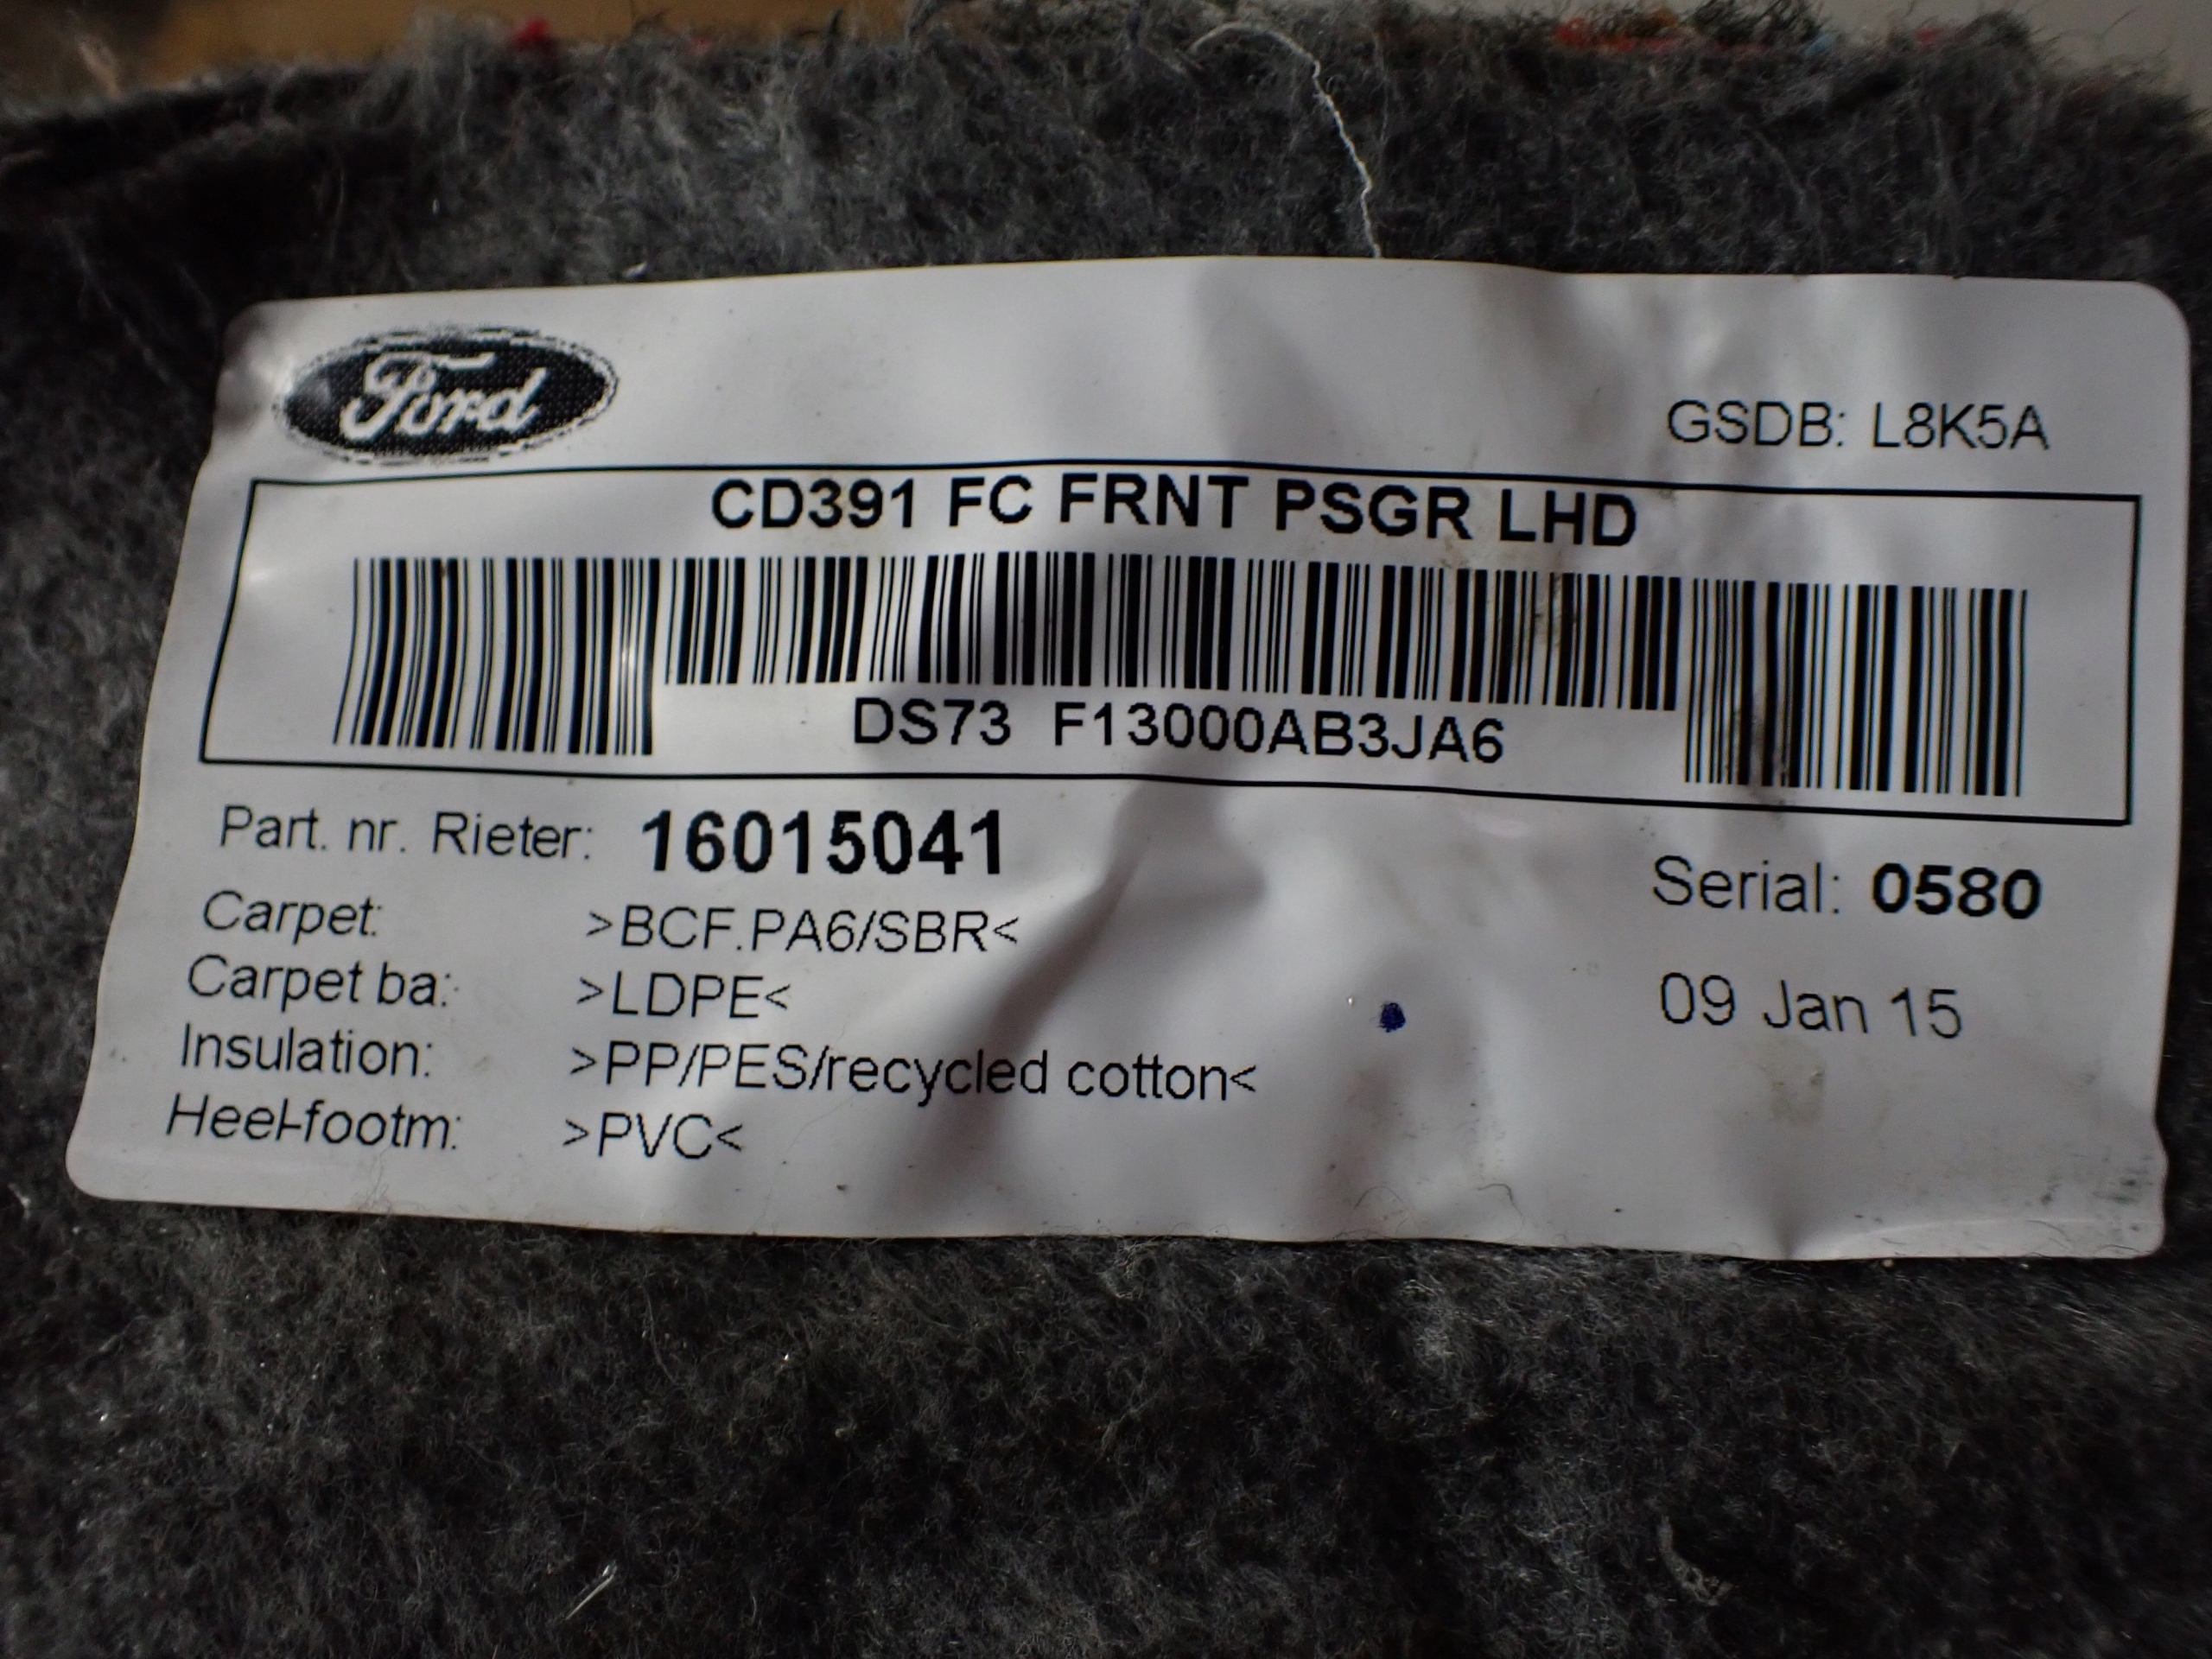 Ford
GSDB: L8K5A
CD391 FC FRNT PSGR LHD
DS73 F13000AB3JA6
Part. nr. Rieter: 16015041
Serial: 0580
Carpet: >BCF.PA6/SBR<
Carpet ba: >LDPE<
09 Jan 15
Insulation: >PP/PES/recycled cotton<
Heel-footm: >PVC<